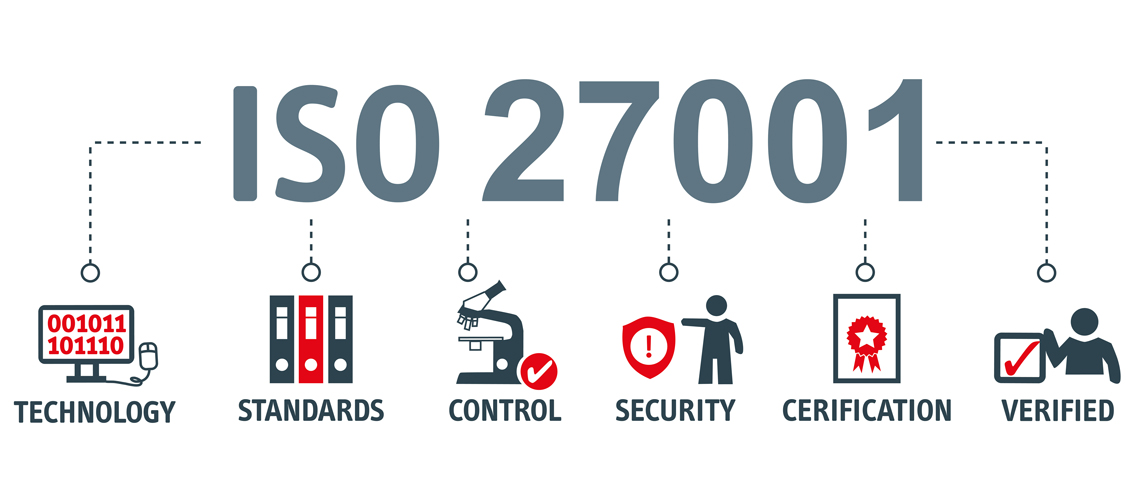 ISO 27001
001011
101110
!
TECHNOLOGY
STANDARDS
CONTROL
SECURITY
CERIFICATION
VERIFIED